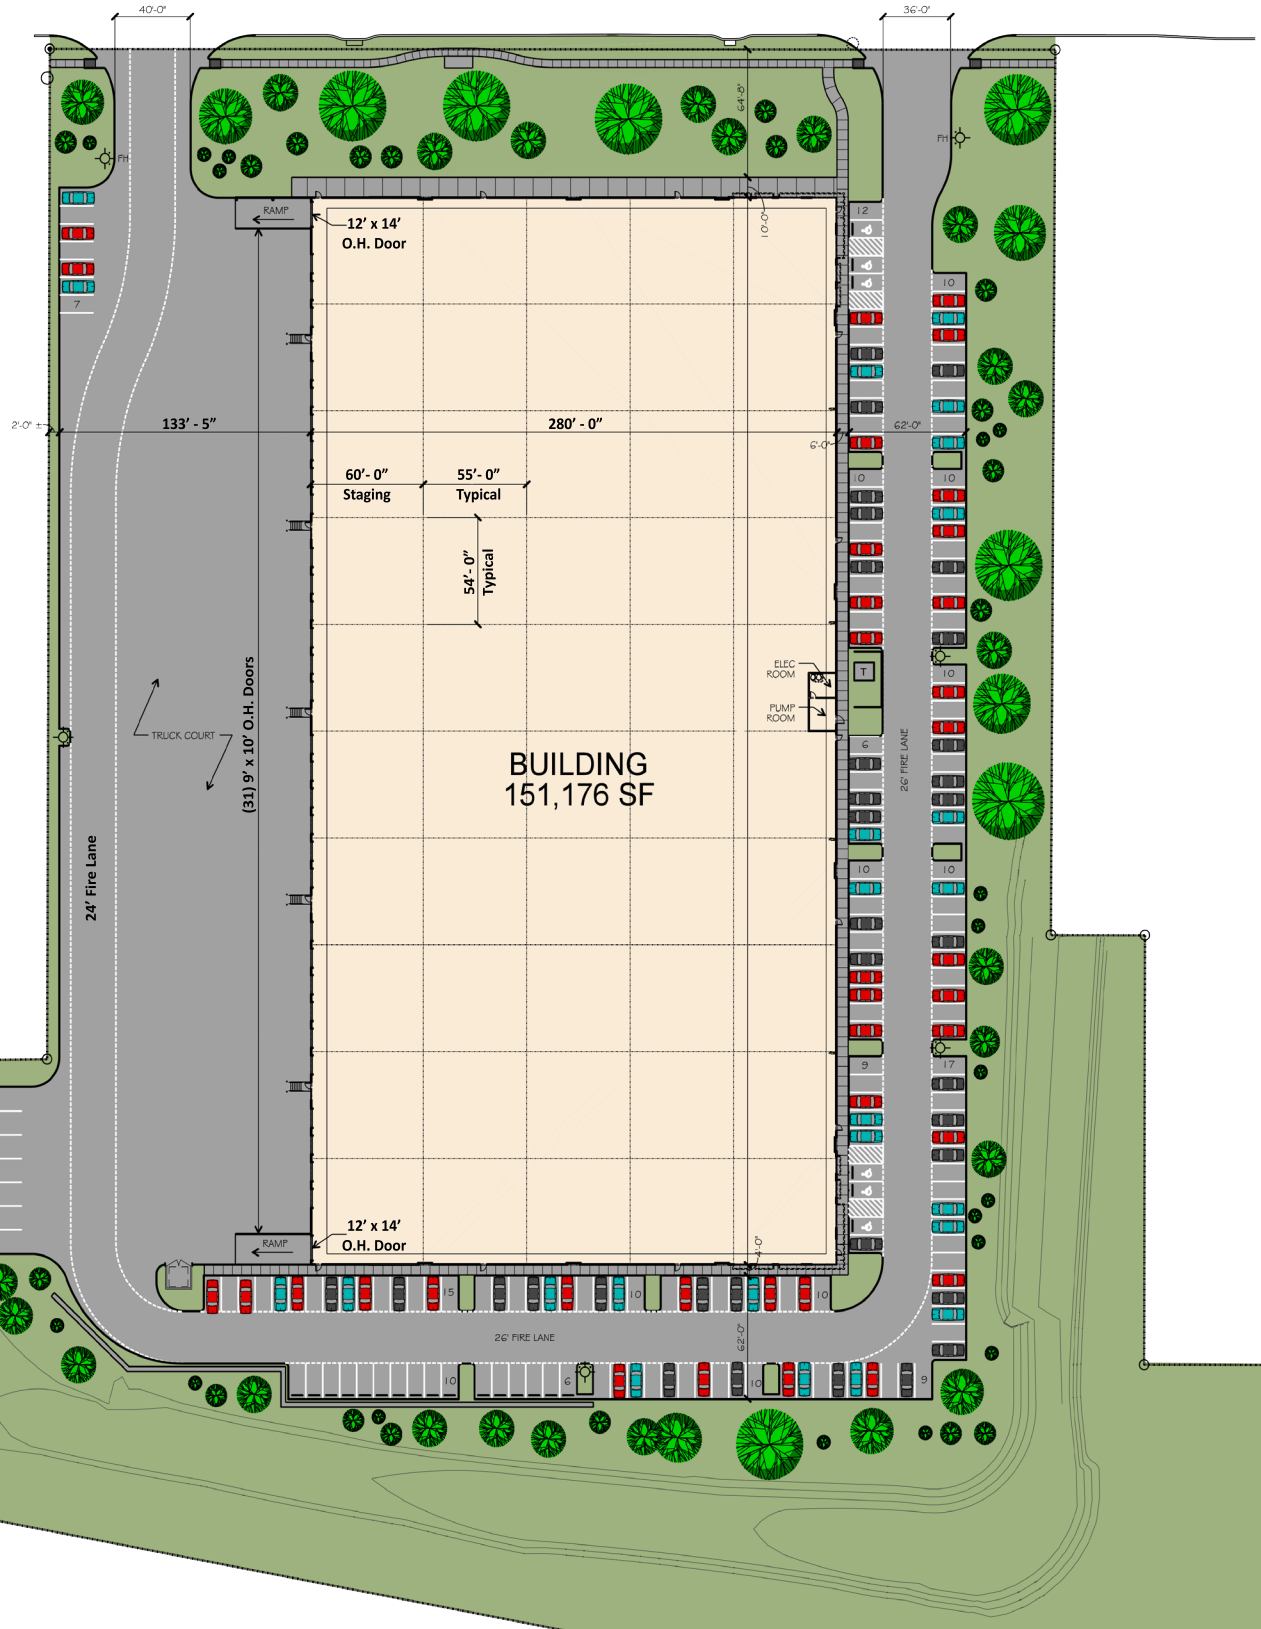 40'-0"
36'-0"
64'-8"
FH
FH
RAMP
12' x 14'
O.H. Door
10'-0"
12
7
10
2'-0" ±
133' - 5"
280' - 0"
6'-0"
62'-0"
60'- 0"
Staging
55'- 0"
Typical
10
10
54'- 0"
Typical
ELEC
ROOM
T
10
PUMP
ROOM
(31) 9' x 10' O.H. Doors
TRUCK COURT
6
26' FIRE LANE
BUILDING
151,176 SF
24' Fire Lane
10
10
9
17
12' x 14'
O.H. Door
RAMP
4'-0"
15
10
10
26' FIRE LANE
62'-0"
10
6
10
9